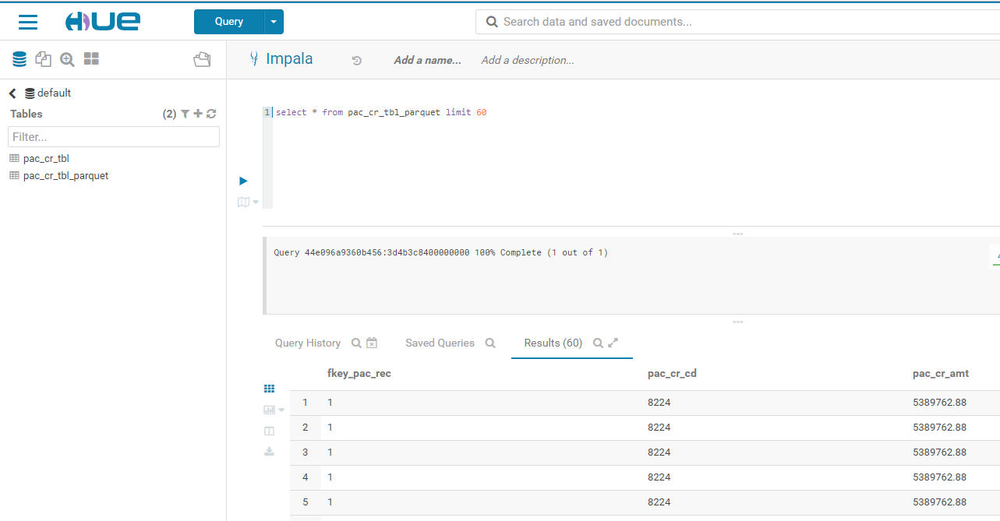 HUE
Query
Search data and saved documents...
Impala
Add a name...
Add a description...
default
Tables
(2)
Filter...
pac_cr_tbl
pac_cr_tbl_parquet
1 select * from pac_cr_tbl_parquet limit 60
Query 44e096a9360b456:3d4b3c8400000000 100% Complete (1 out of 1)
Query History
Saved Queries
Results (60)
fkey_pac_rec pac_cr_cd pac_cr_amt
1 1 8224 5389762.88
2 1 8224 5389762.88
3 1 8224 5389762.88
4 1 8224 5389762.88
5 1 8224 5389762.88